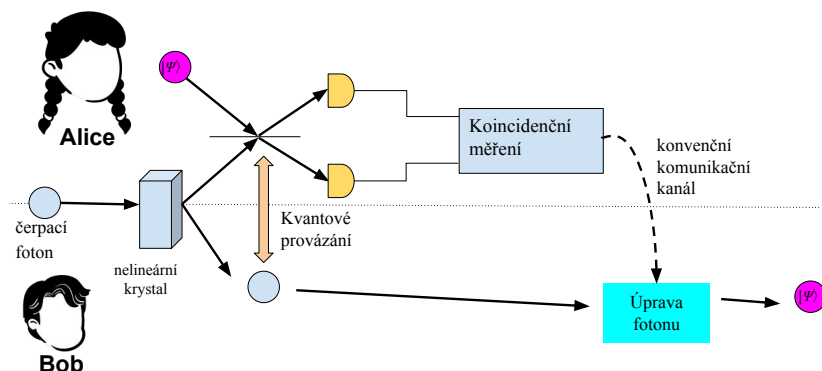 |Ψ⟩
Alice
Koincidenční
měření
konvenční
komunikační
kanál
čerpací
foton
nelineární
krystal
Kvantové
provázání
Úprava
fotonu
|Ψ⟩
Bob